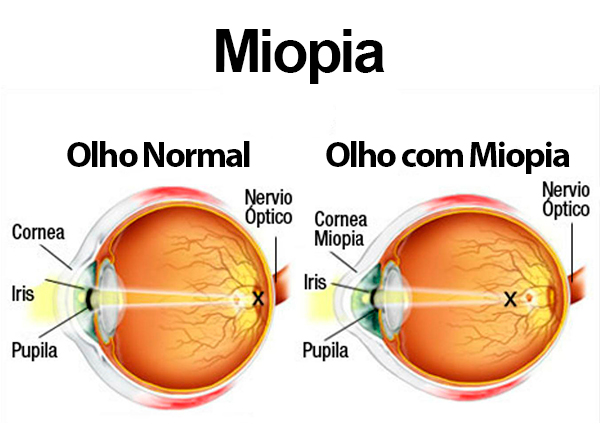 Miopia
Olho Normal
Olho com Miopia
Nervio
Óptico
Cornea
Iris
Pupila
X
Nervio
Óptico
Cornea
Miopia
Iris
Pupila
X